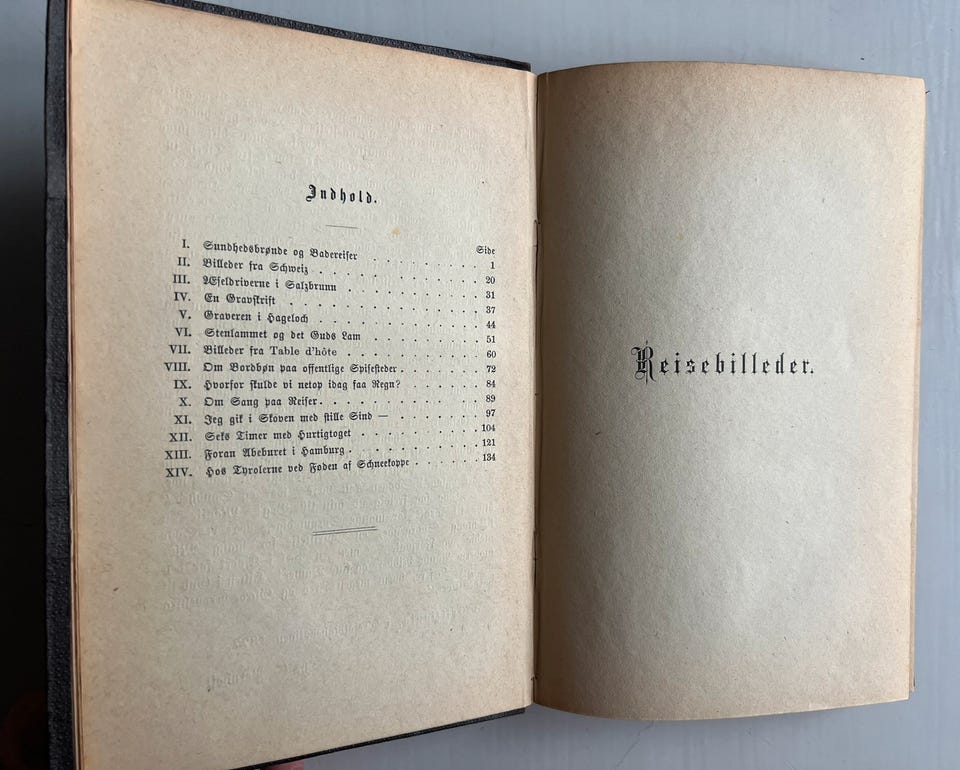 Indhold.
Side
I. Sundhedsbrønde og Badereiser . . . . . . . . 1
II. Billeder fra Schweiz . . . . . . . . . . . 20
III. Æseldriverne i Salzbrunn . . . . . . . . . 31
IV. En Gravskrift . . . . . . . . . . . . . 37
V. Graveren i Hageloch . . . . . . . . . . . 44
VI. Stenlammet og det Guds Lam . . . . . . . . 51
VII. Billeder fra Table d'hôte . . . . . . . . . 60
VIII. Om Bordbøn paa offentlige Spisesteder . . . . . 72
IX. Hvorfor skulde vi netop idag faa Regn? . . . . . 84
X. Om Sang paa Reiser . . . . . . . . . . . 89
XI. Jeg gik i Skoven med stille Sind — . . . . . . 97
XII. Seks Timer med Hurtigtoget . . . . . . . . 104
XIII. Foran Abeburet i Hamburg . . . . . . . . . 121
XIV. Hos Tyrolerne ved Foden af Schneekoppe . . . . . 134
Reisebilleder.